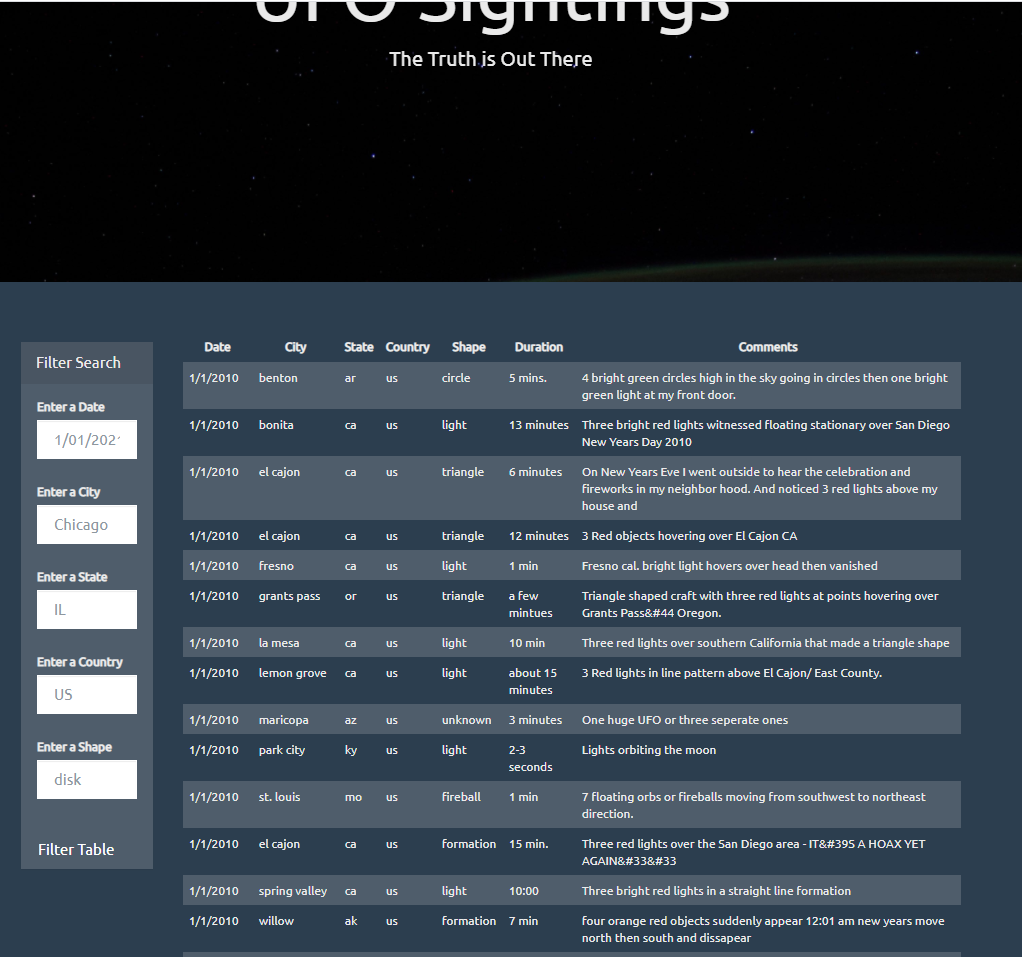 UFO Sightings
The Truth is Out There
Filter Search
Enter a Date
1/01/202
Enter a City
Chicago
Enter a State
IL
Enter a Country
US
Enter a Shape
disk
Filter Table
Date City State Country Shape Duration Comments
1/1/2010 benton ar us circle 5 mins. 4 bright green circles high in the sky going in circles then one bright
green light at my front door.
1/1/2010 bonita ca us light 13 minutes Three bright red lights witnessed floating stationary over San Diego
New Years Day 2010
1/1/2010 el cajon ca us triangle 6 minutes On New Years Eve I went outside to hear the celebration and
fireworks in my neighbor hood. And noticed 3 red lights above my
house and
1/1/2010 el cajon ca us triangle 12 minutes 3 Red objects hovering over El Cajon CA
1/1/2010 fresno ca us light 1 min Fresno cal. bright light hovers over head then vanished
1/1/2010 grants pass or us triangle a few Triangle shaped craft with three red lights at points hovering over
mintues Grants Pass&#44 Oregon.
1/1/2010 la mesa ca us light 10 min Three red lights over southern California that made a triangle shape
1/1/2010 lemon grove ca us light about 15 3 Red lights in line pattern above El Cajon/ East County.
minutes
1/1/2010 maricopa az us unknown 3 minutes One huge UFO or three seperate ones
1/1/2010 park city ky us light 2-3 Lights orbiting the moon
seconds
1/1/2010 st. louis mo us fireball 1 min 7 floating orbs or fireballs moving from southwest to northeast
direction.
1/1/2010 el cajon ca us formation 15 min. Three red lights over the San Diego area - IT&#39S A HOAX YET
AGAIN&#33&#33
1/1/2010 spring valley ca us light 10:00 Three bright red lights in a straight line formation
1/1/2010 willow ak us formation 7 min four orange red objects suddenly appear 12:01 am new years move
north then south and dissapear